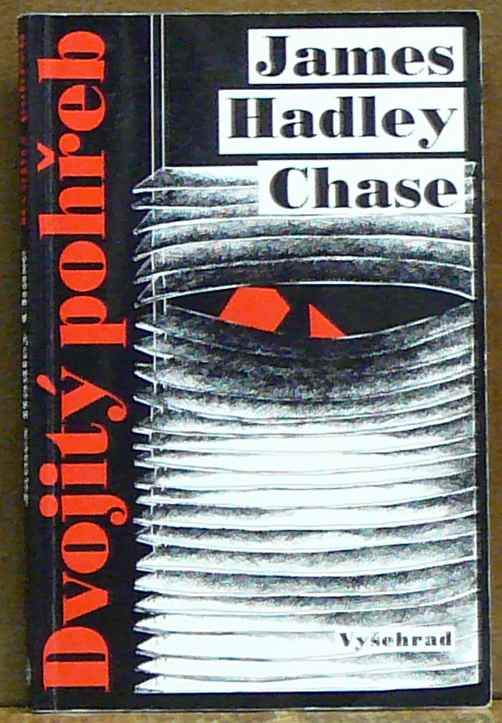 James
Hadley
Chase
Dvojitý pohřeb
Vyšehrad